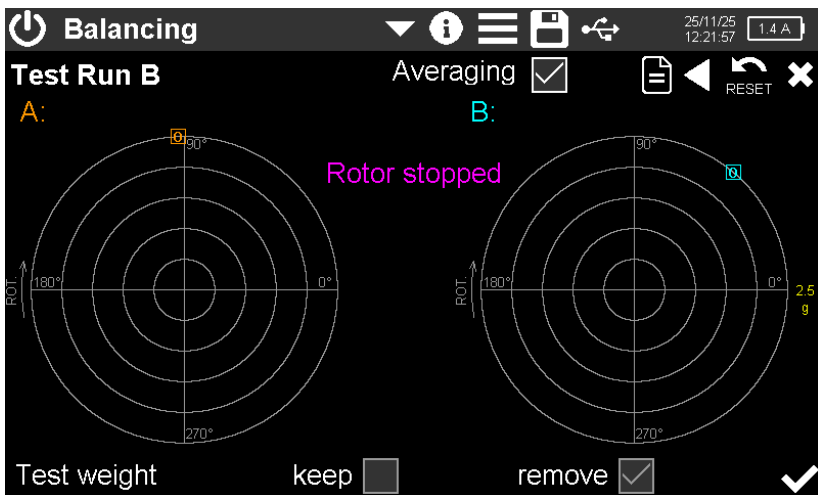 Balancing
25/11/25
12:21:57
1.4 A
Test Run B
Averaging
RESET
A:
B:
0
90°
90°
0
Rotor stopped
ROT.
180°
0°
ROT.
180°
0°
2.5
g
270°
270°
Test weight
keep
remove